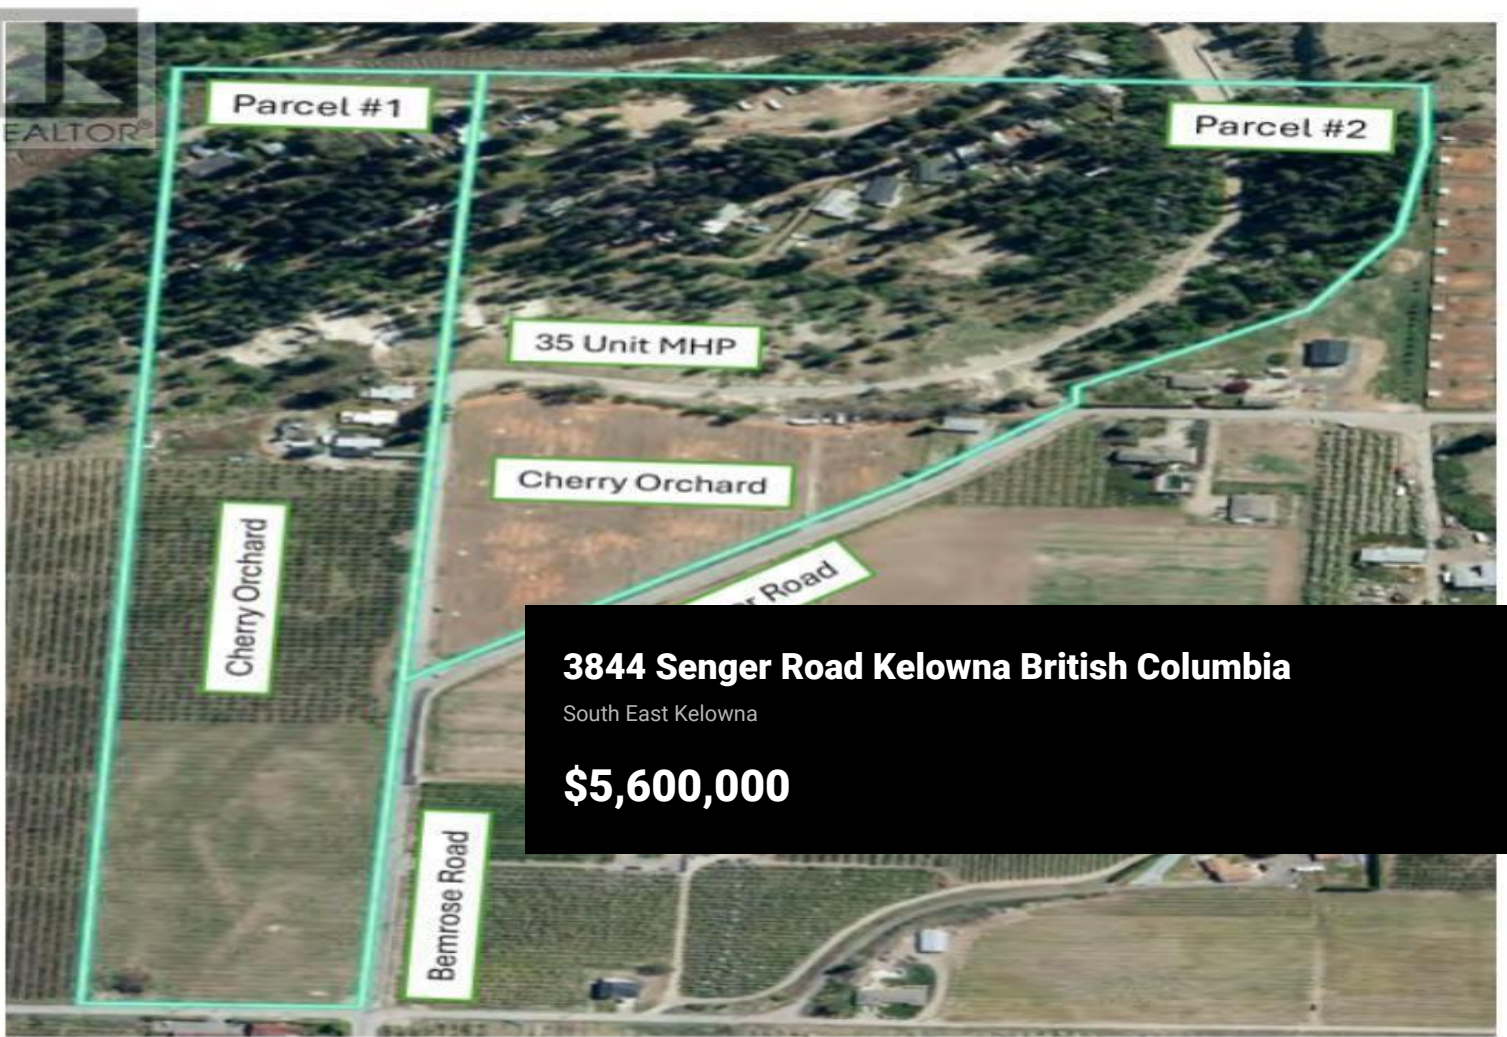 REALTOR®
Parcel #1
Parcel #2
35 Unit MHP
Cherry Orchard
Cherry Orchard
Road
Bemrose Road
3844 Senger Road Kelowna British Columbia
South East Kelowna
$5,600,000